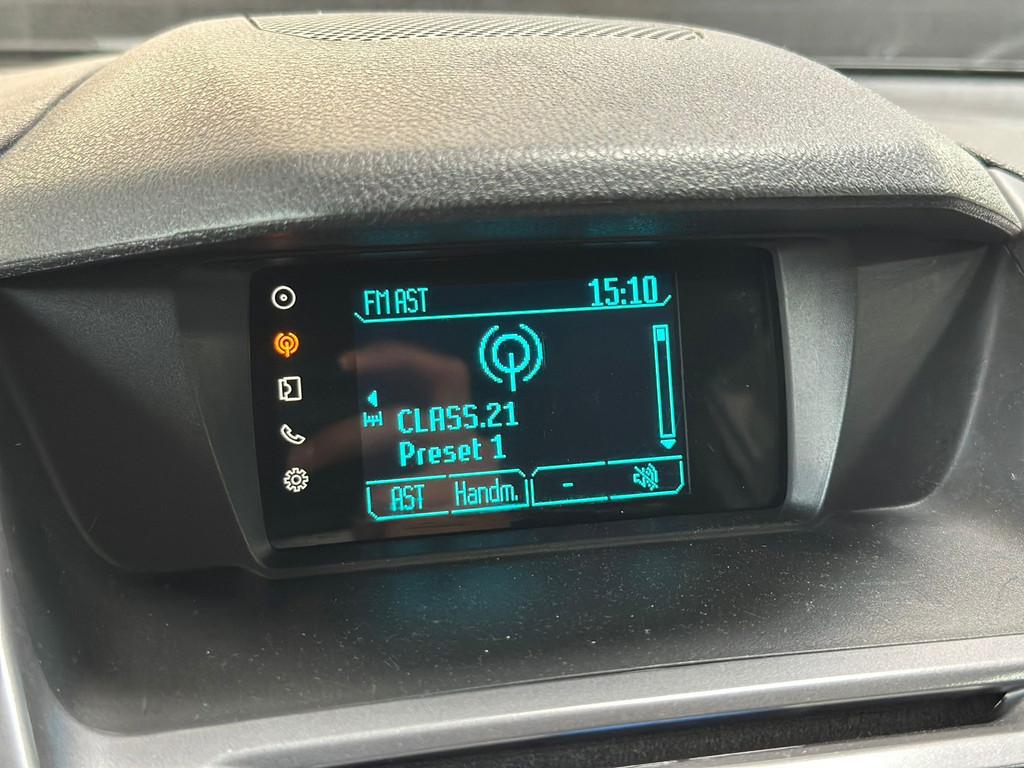 FM AST 15:10
CLASS.21
Preset 1
AST Handm. -